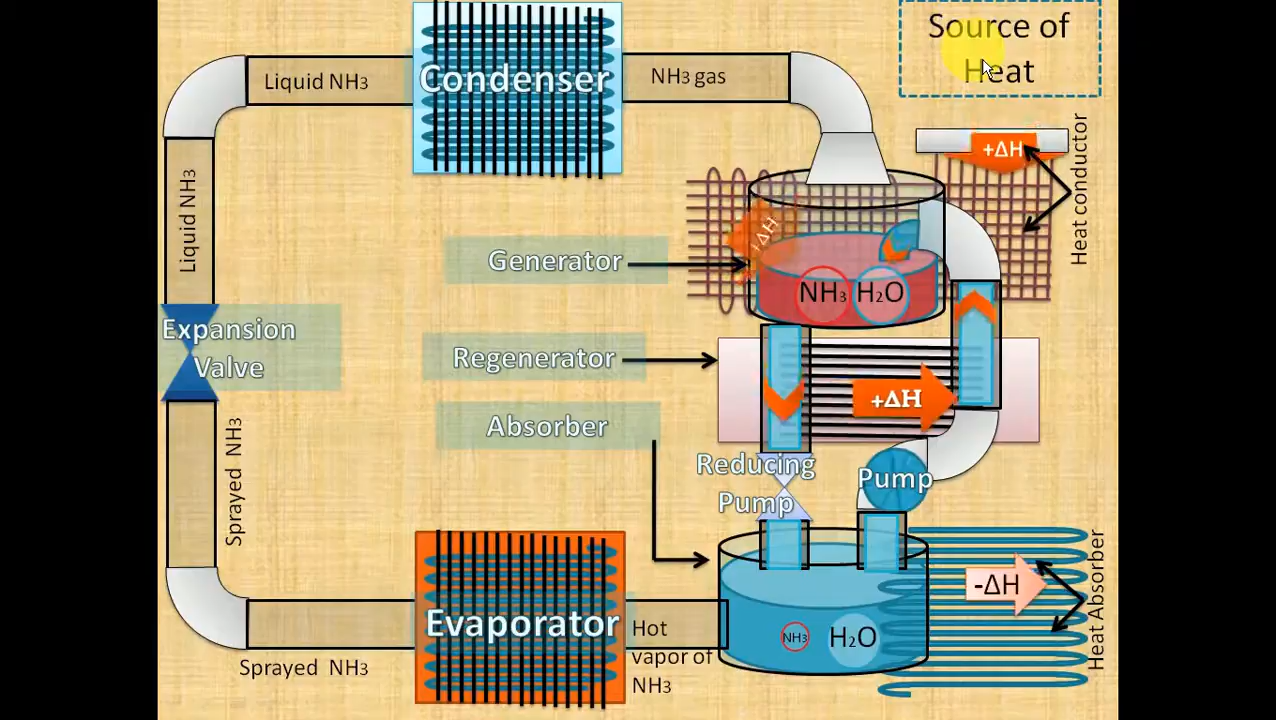 Source of
Heat
Liquid NH3
Condenser
NH3 gas
+ΔH
Heat conductor
Liquid NH3
+ΔH
Generator
NH3
H2O
Expansion
Valve
Regenerator
+ΔH
Absorber
Sprayed NH3
Reducing
Pump
Pump
-ΔH
Heat Absorber
Evaporator
Hot
vapor of
NH3
NH3
H2O
Sprayed NH3